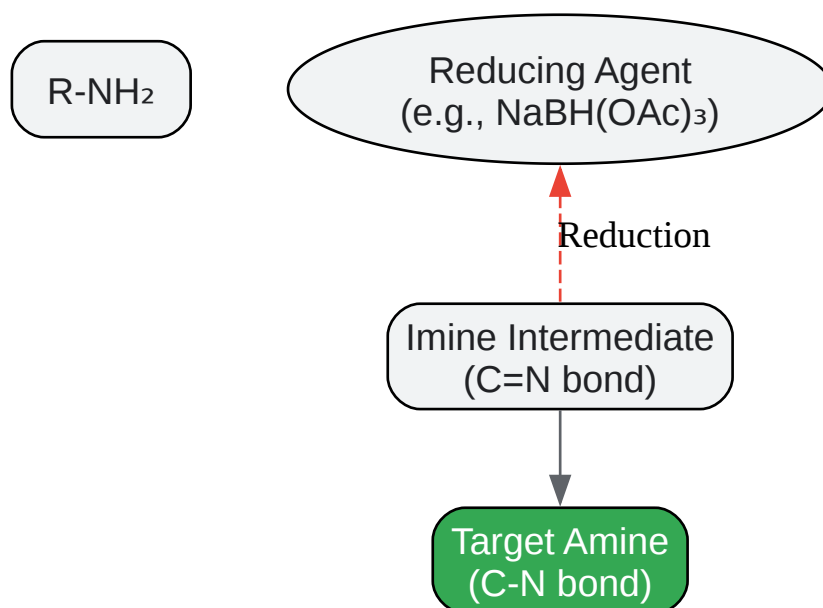 R-NH₂
Reducing Agent
(e.g., NaBH(OAc)₃)
Reduction
Imine Intermediate
(C=N bond)
Target Amine
(C-N bond)